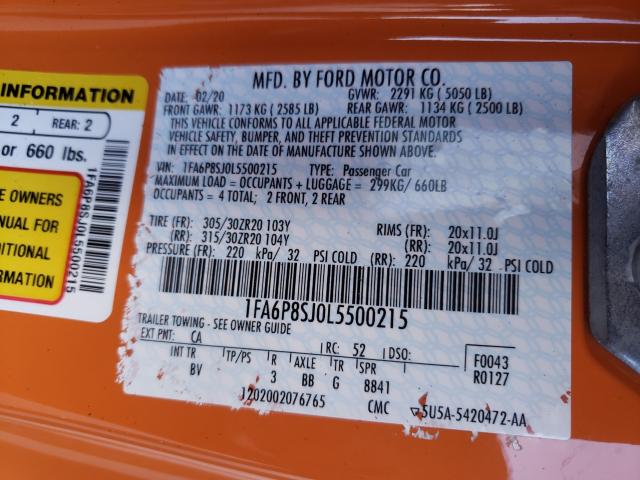 INFORMATION
2 REAR: 2
or 660 lbs.
E OWNERS
NUAL FOR
DITIONAL
ORMATION
1FA6P8SJ0L5500215
MFD. BY FORD MOTOR CO.
DATE: 02/20 GVWR: 2291 KG ( 5050 LB)
FRONT GAWR: 1173 KG ( 2585 LB) REAR GAWR: 1134 KG ( 2500 LB)
THIS VEHICLE CONFORMS TO ALL APPLICABLE FEDERAL MOTOR
VEHICLE SAFETY, BUMPER, AND THEFT PREVENTION STANDARDS
IN EFFECT ON THE DATE OF MANUFACTURE SHOWN ABOVE.
VIN: 1FA6P8SJ0L5500215 TYPE: Passenger Car
MAXIMUM LOAD = OCCUPANTS + LUGGAGE = 299KG/ 660LB
OCCUPANTS = 4 TOTAL; 2 FRONT, 2 REAR
TIRE (FR): 305/30ZR20 103Y RIMS (FR): 20x11.0J
(RR): 315/30ZR20 104Y (RR): 20x11.0J
PRESSURE (FR): 220 kPa/ 32 PSI COLD (RR): 220 kPa/ 32 PSI COLD
1FA6P8SJ0L5500215
TRAILER TOWING - SEE OWNER GUIDE
EXT PNT: CA RC: 52 DSO: F0043
INT TR TP/PS R AXLE TR SPR R0127
BV 3 BB G 8841
1202002076765 CMC 5U5A-5420472-AA